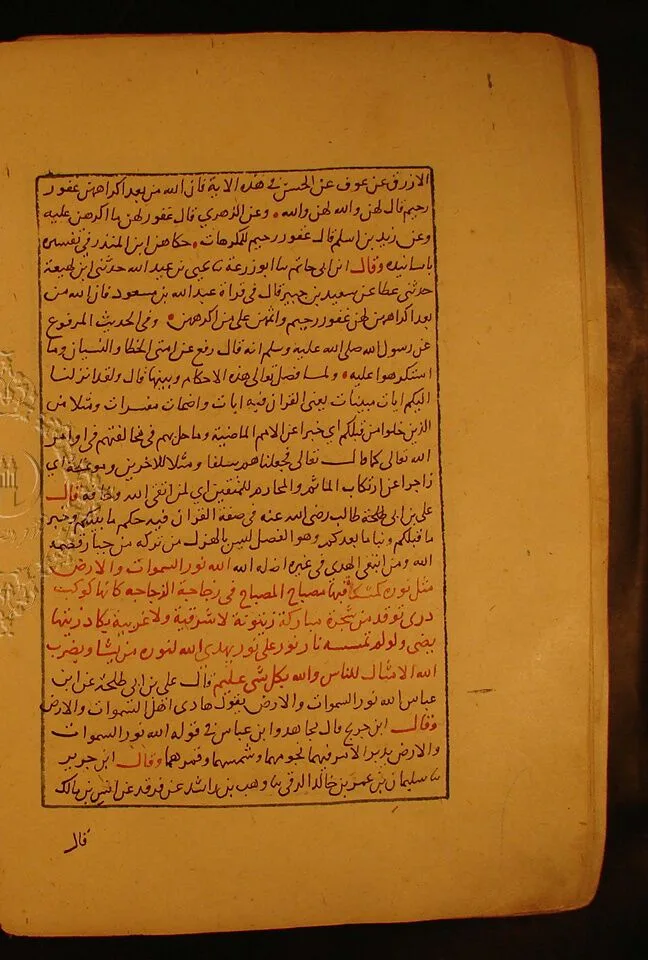 الازرق عن عوف عن الحسن في هذه الاية فان الله من بعد اكراههن غفور
رحيم قال لهن والله لهن والله وعن الزهري قال غفور لهن ما اكرهن عليه
وعن زيد بن اسلم قال غفور رحيم للمكرهات حكاهن ابن المنذر في تفسيره
باسانيده وقال ابن ابي حاتم ثنا ابو زرعة ثنا يحيى بن عبد الله حدثني ابن لهيعة
حدثني عطا عن سعيد بن جبير قال في قراة عبد الله بن مسعود فان الله من
بعد اكراههن لهن غفور رحيم واثمهن على من اكرههن وفي الحديث المرفوع
عن رسول الله صلى الله عليه وسلم انه قال رفع عن امتي الخطا والنسيان وما
استكرهوا عليه ولما فصل تعالى هذه الاحكام وبينها قال ولقد انزلنا
اليكم ايات مبينات يعني القران فيه ايات واضحات مفسرات ومثلا من
الذين خلوا من قبلكم اي خبرا عن الامم الماضية وما حل بهم في مخالفتهم في اوامر
الله تعالى كما قال تعالى فجعلناهم سلفا ومثلا للاخرين وموعظة اي
زاجرا عن ارتكاب الماثم والمحارم للمتقين اي لمن اتقى الله وخافه قال
علي بن ابي طالب رضي الله عنه في صفة القران فيه حكم ما بينكم وخبر
ما قبلكم ونبا ما بعدكم وهو الفصل ليس بالهزل من تركه من جبار قصمه
الله ومن ابتغى الهدى في غيره اضله الله الله نور السموات والارض
مثل نوره كمشكاة فيها مصباح المصباح في زجاجة الزجاجة كانها كوكب
دري توقد من شجرة مباركة زيتونة لا شرقية ولا غربية يكاد زيتها
يضي ولو لم تمسسه نار نور على نور يهدي الله لنوره من يشا ويضرب
الله الامثال للناس والله بكل شي عليم قال علي بن ابي طلحة عن ابن
عباس الله نور السموات والارض يقول هادي اهل السموات والارض
وقال ابن جريج قال مجاهد وابن عباس في قوله الله نور السموات
والارض يدبر الامر فيهما نجومهما وشمسهما وقمرهما وقال ابن جرير
ثنا سليمان بن عمر بن خالد الرقي ثنا وهب بن راشد عن فرقد عن انس بن مالك
قال